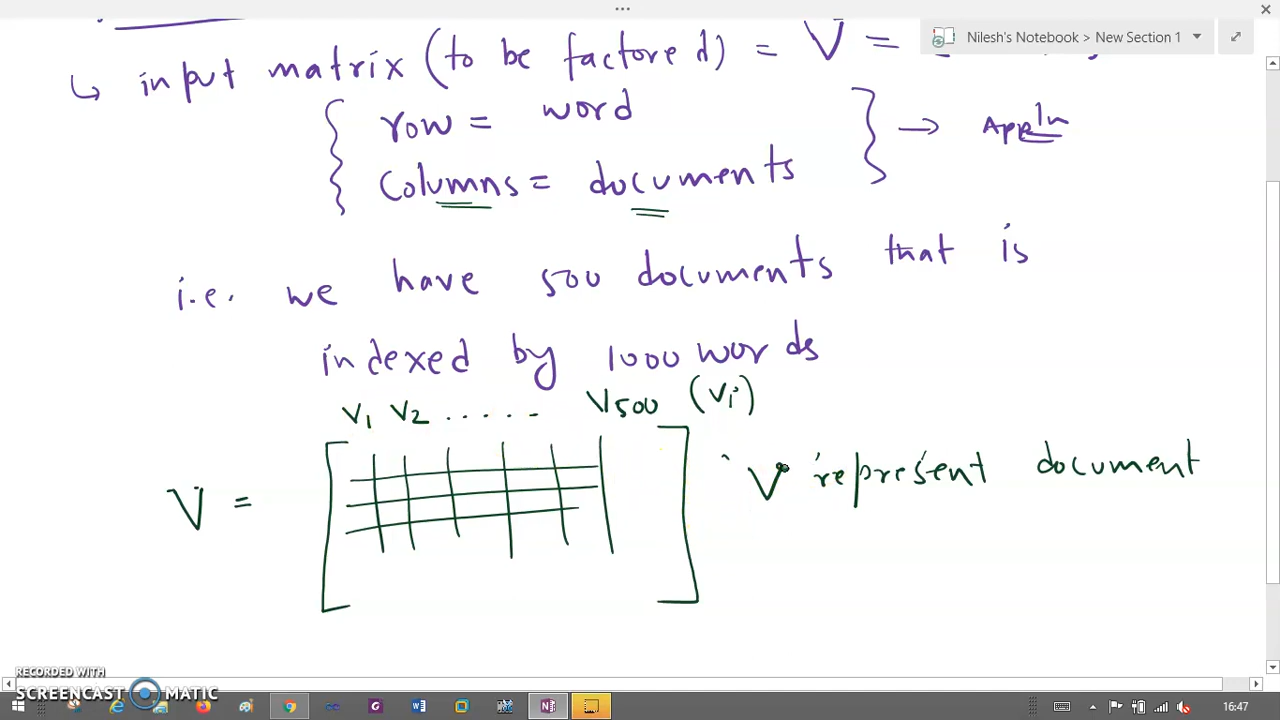 Nilesh's Notebook > New Section 1
↳ input matrix (to be factored) = V =
row = word
Columns = documents
→ Appln
i.e. we have 500 documents that is
indexed by 1000 words
V1 V2 ..... V500 (Vi)
V =
V represent document
RECORDED WITH
SCREENCAST MATIC
16:47